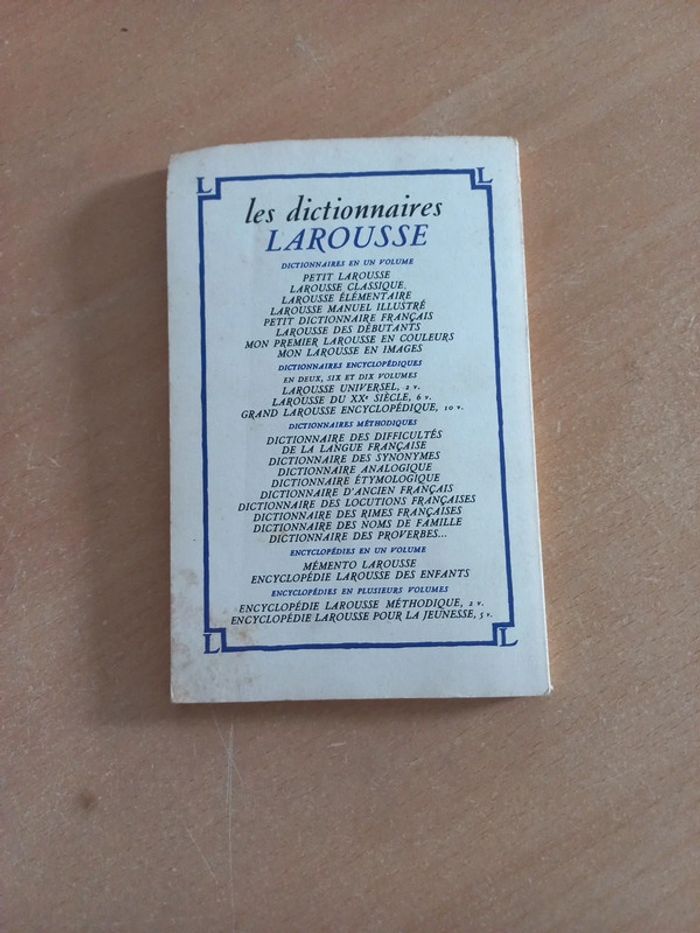 L L
les dictionnaires
LAROUSSE
DICTIONNAIRES EN UN VOLUME
PETIT LAROUSSE
LAROUSSE CLASSIQUE,
LAROUSSE ÉLÉMENTAIRE
LAROUSSE MANUEL ILLUSTRÉ
PETIT DICTIONNAIRE FRANÇAIS
LAROUSSE DES DÉBUTANTS
MON PREMIER LAROUSSE EN COULEURS
MON LAROUSSE EN IMAGES
DICTIONNAIRES ENCYCLOPÉDIQUES
EN DEUX, SIX ET DIX VOLUMES
LAROUSSE UNIVERSEL, 2 v.
LAROUSSE DU XXe SIÈCLE, 6 v.
GRAND LAROUSSE ENCYCLOPÉDIQUE, 10 v.
DICTIONNAIRES MÉTHODIQUES
DICTIONNAIRE DES DIFFICULTÉS
DE LA LANGUE FRANÇAISE
DICTIONNAIRE DES SYNONYMES
DICTIONNAIRE ANALOGIQUE
DICTIONNAIRE ÉTYMOLOGIQUE
DICTIONNAIRE D'ANCIEN FRANÇAIS
DICTIONNAIRE DES LOCUTIONS FRANÇAISES
DICTIONNAIRE DES RIMES FRANÇAISES
DICTIONNAIRE DES NOMS DE FAMILLE
DICTIONNAIRE DES PROVERBES...
ENCYCLOPÉDIES EN UN VOLUME
MÉMENTO LAROUSSE
ENCYCLOPÉDIE LAROUSSE DES ENFANTS
ENCYCLOPÉDIES EN PLUSIEURS VOLUMES
ENCYCLOPÉDIE LAROUSSE MÉTHODIQUE, 2 v.
ENCYCLOPÉDIE LAROUSSE POUR LA JEUNESSE, 5 v.
L L